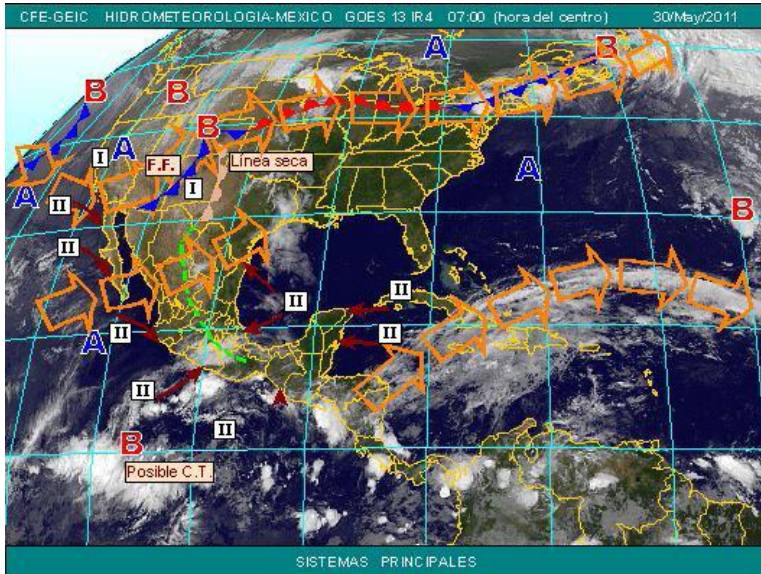 CFE-GEIC HIDROMETEOROLOGIA-MEXICO GOES 13 IR4 07:00 (hora del centro) 30/May/2011
A
B
B
B
A
B
I
F.F.
Línea seca
A
A
I
II
B
II
II
II
II
II
A
II
II
B
Posible C.T.
SISTEMAS PRINCIPALES